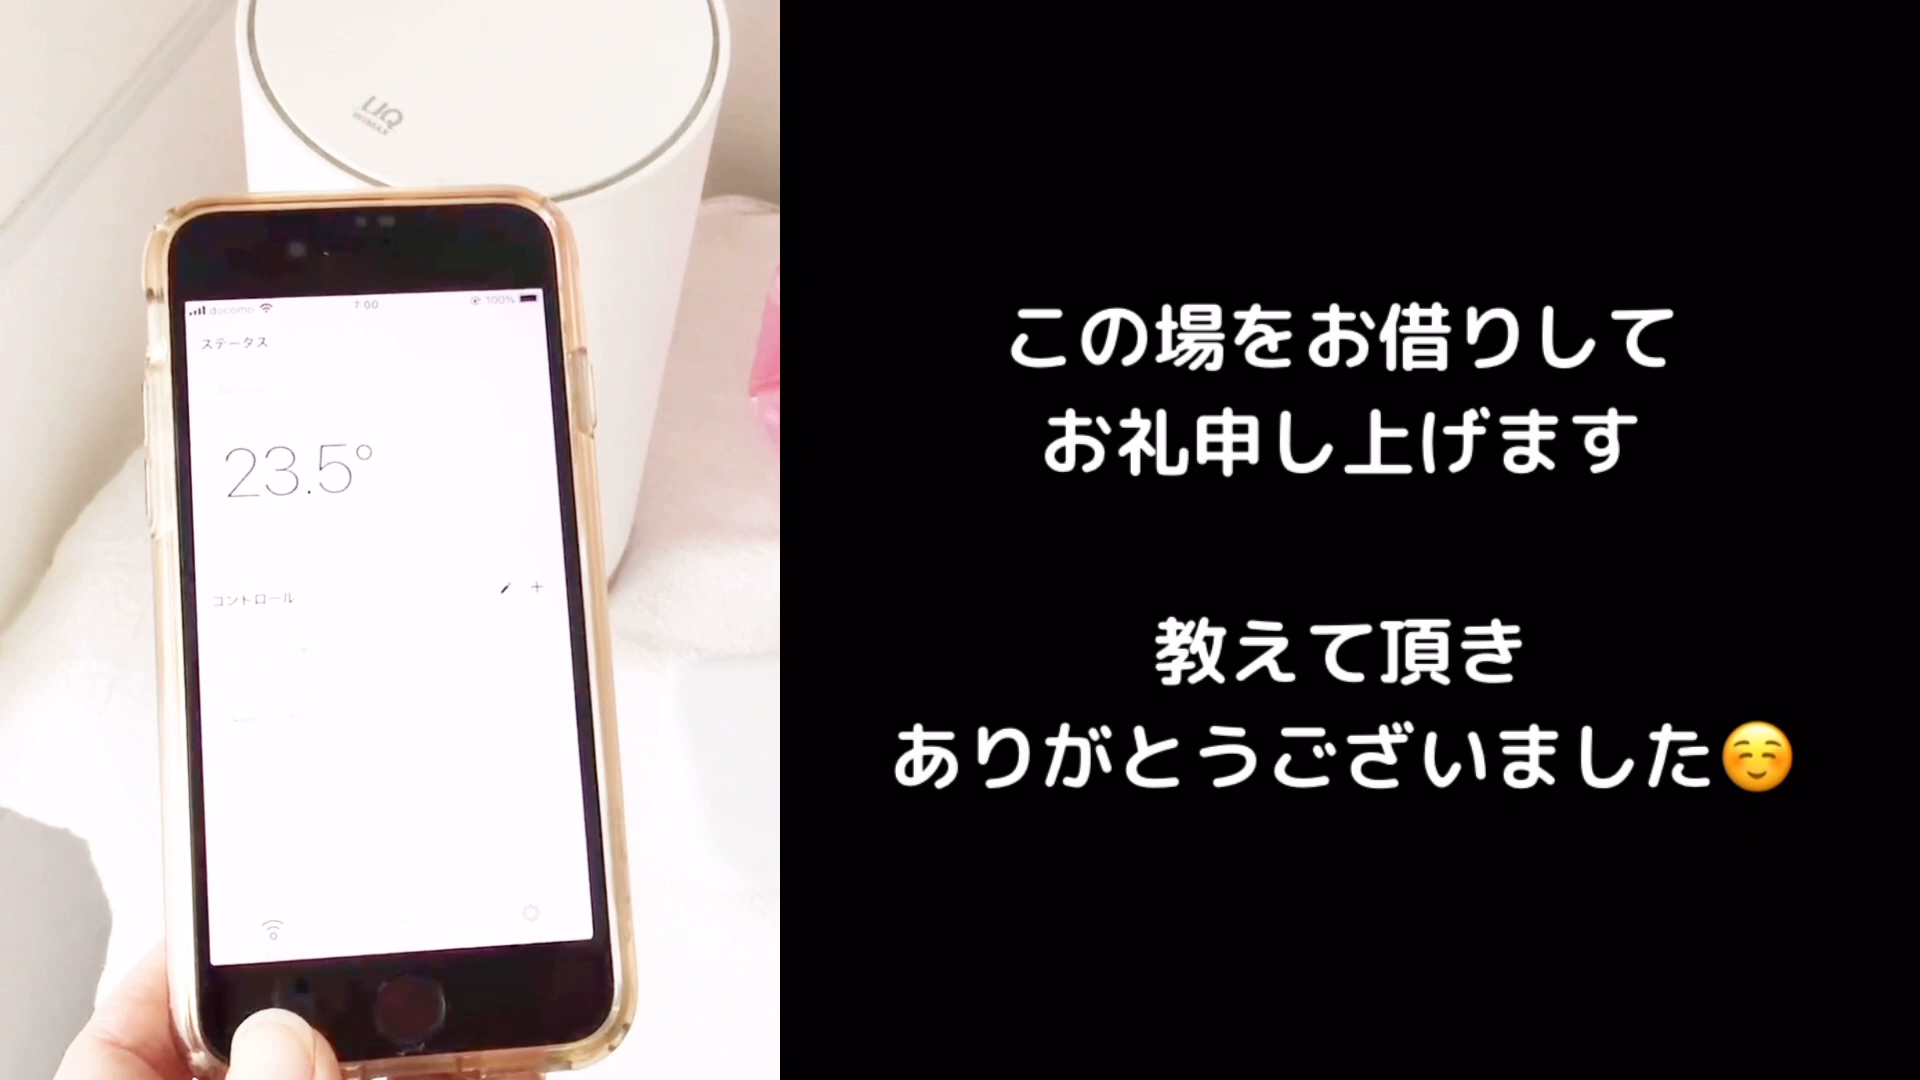 UQ
WiMAX
docomo 7:00 100%
ステータス
23.5°
コントロール
この場をお借りして
お礼申し上げます
教えて頂き
ありがとうございました☺️